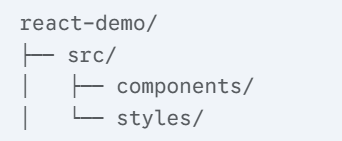 react-demo/
├── src/
│   ├── components/
│   └── styles/